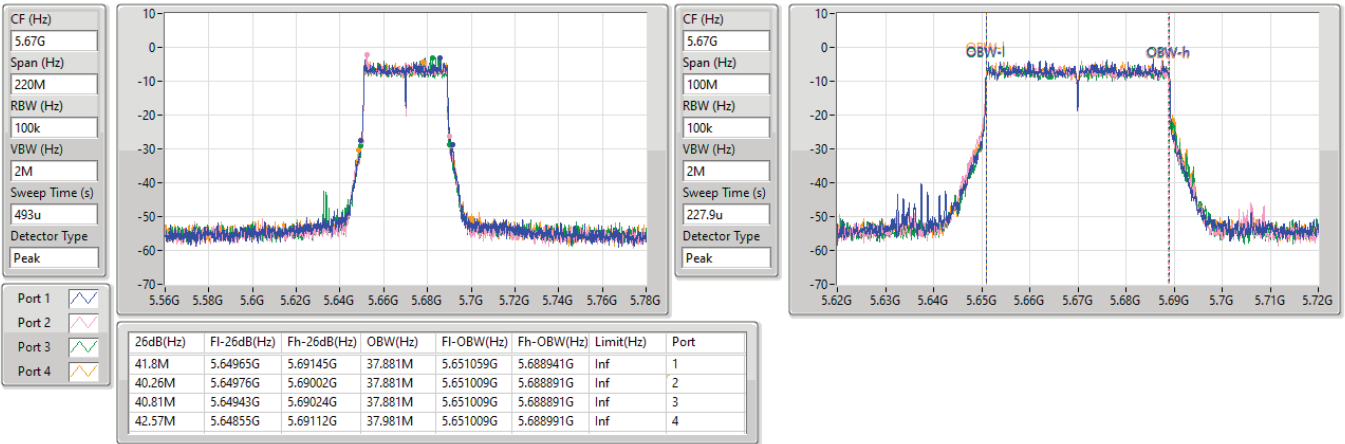 CF (Hz)
5.67G
Span (Hz)
220M
RBW (Hz)
100k
VBW (Hz)
2M
Sweep Time (s)
493u
Detector Type
Peak
10-
0-
-10-
-20-
-30-
-40-
-50-
-60-
-70-
5.56G 5.58G 5.6G 5.62G 5.64G 5.66G 5.68G 5.7G 5.72G 5.74G 5.76G 5.78G
CF (Hz)
5.67G
Span (Hz)
100M
RBW (Hz)
100k
VBW (Hz)
2M
Sweep Time (s)
227.9u
Detector Type
Peak
10-
0-
-10-
-20-
-30-
-40-
-50-
-60-
-70-
OBW-l OBW-h
5.62G 5.63G 5.64G 5.65G 5.66G 5.67G 5.68G 5.69G 5.7G 5.71G 5.72G
Port 1
Port 2
Port 3
Port 4
26dB(Hz) Fl-26dB(Hz) Fh-26dB(Hz) OBW(Hz) Fl-OBW(Hz) Fh-OBW(Hz) Limit(Hz) Port
41.8M 5.64965G 5.69145G 37.881M 5.651059G 5.688941G Inf 1
40.26M 5.64976G 5.69002G 37.881M 5.651009G 5.688891G Inf 2
40.81M 5.64943G 5.69024G 37.881M 5.651009G 5.688891G Inf 3
42.57M 5.64855G 5.69112G 37.981M 5.651009G 5.688991G Inf 4